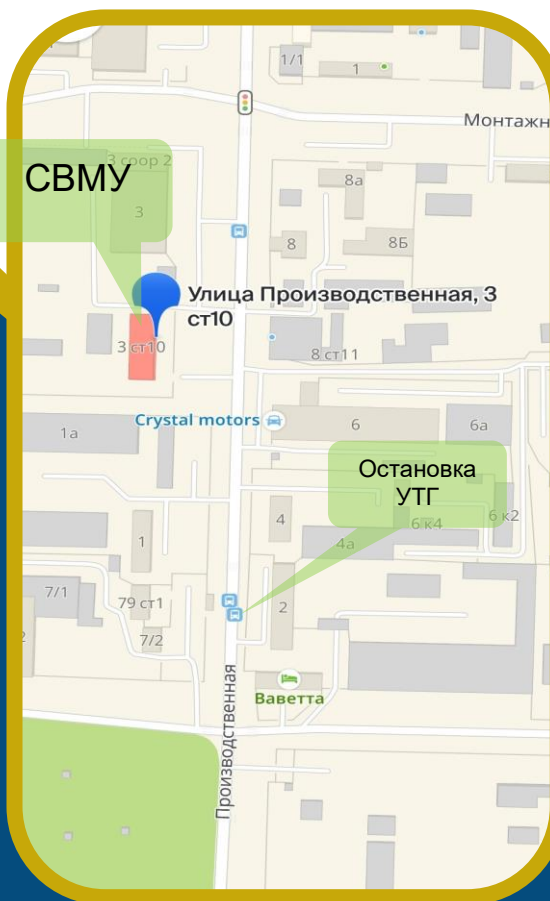 1/1
1
Монтажн
3 соор 2
СВМУ
8а
3
8
8Б
Улица Производственная, 3
ст10
3 ст10
8 ст11
Crystal motors
6
6а
1а
Остановка
УТГ
4
6 к4
6 к2
4а
1
7/1
79 ст1
2
7/2
Ваветта
Производственная